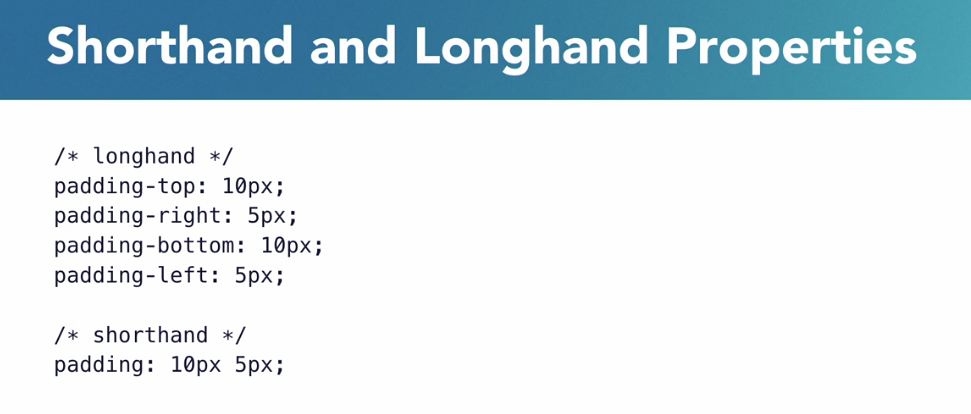 Shorthand and Longhand Properties
/* longhand */
padding-top: 10px;
padding-right: 5px;
padding-bottom: 10px;
padding-left: 5px;
/* shorthand */
padding: 10px 5px;